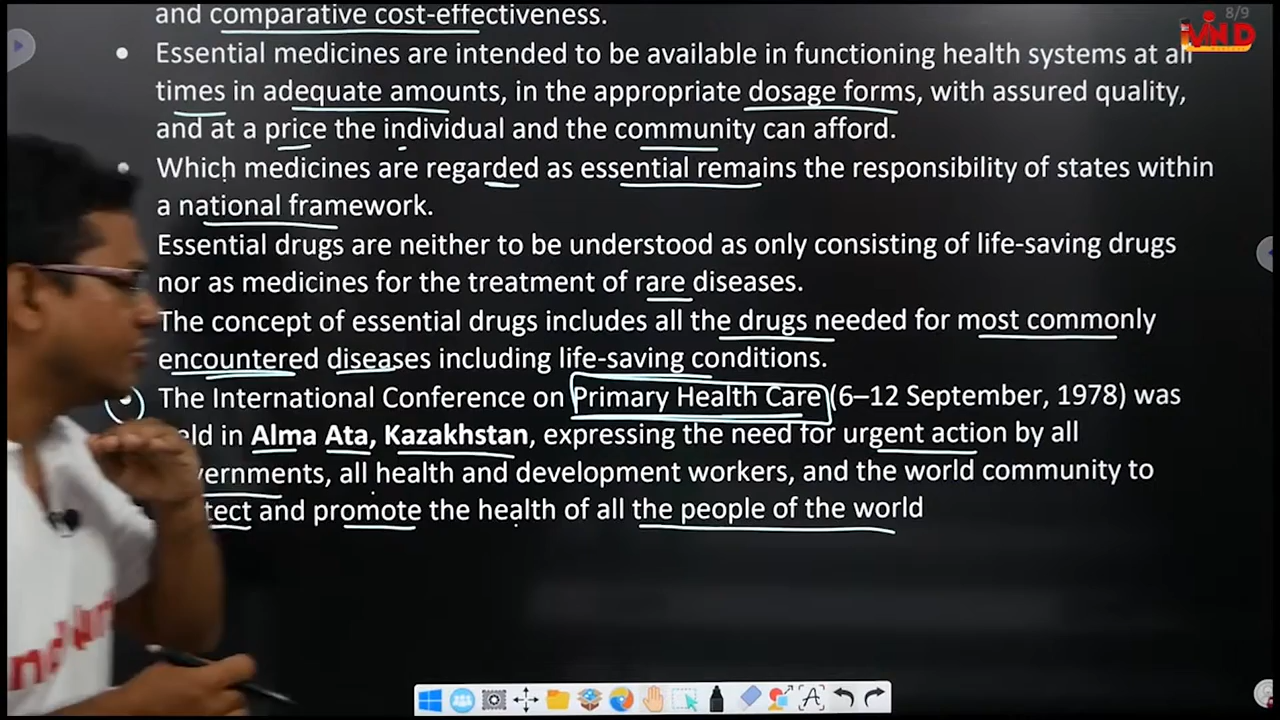 and comparative cost-effectiveness.
8/9
• Essential medicines are intended to be available in functioning health systems at all
times in adequate amounts, in the appropriate dosage forms, with assured quality,
and at a price the individual and the community can afford.
• Which medicines are regarded as essential remains the responsibility of states within
a national framework.
Essential drugs are neither to be understood as only consisting of life-saving drugs
nor as medicines for the treatment of rare diseases.
The concept of essential drugs includes all the drugs needed for most commonly
encountered diseases including life-saving conditions.
• The International Conference on Primary Health Care (6–12 September, 1978) was
eld in Alma Ata, Kazakhstan, expressing the need for urgent action by all
vernments, all health and development workers, and the world community to
tect and promote the health of all the people of the world